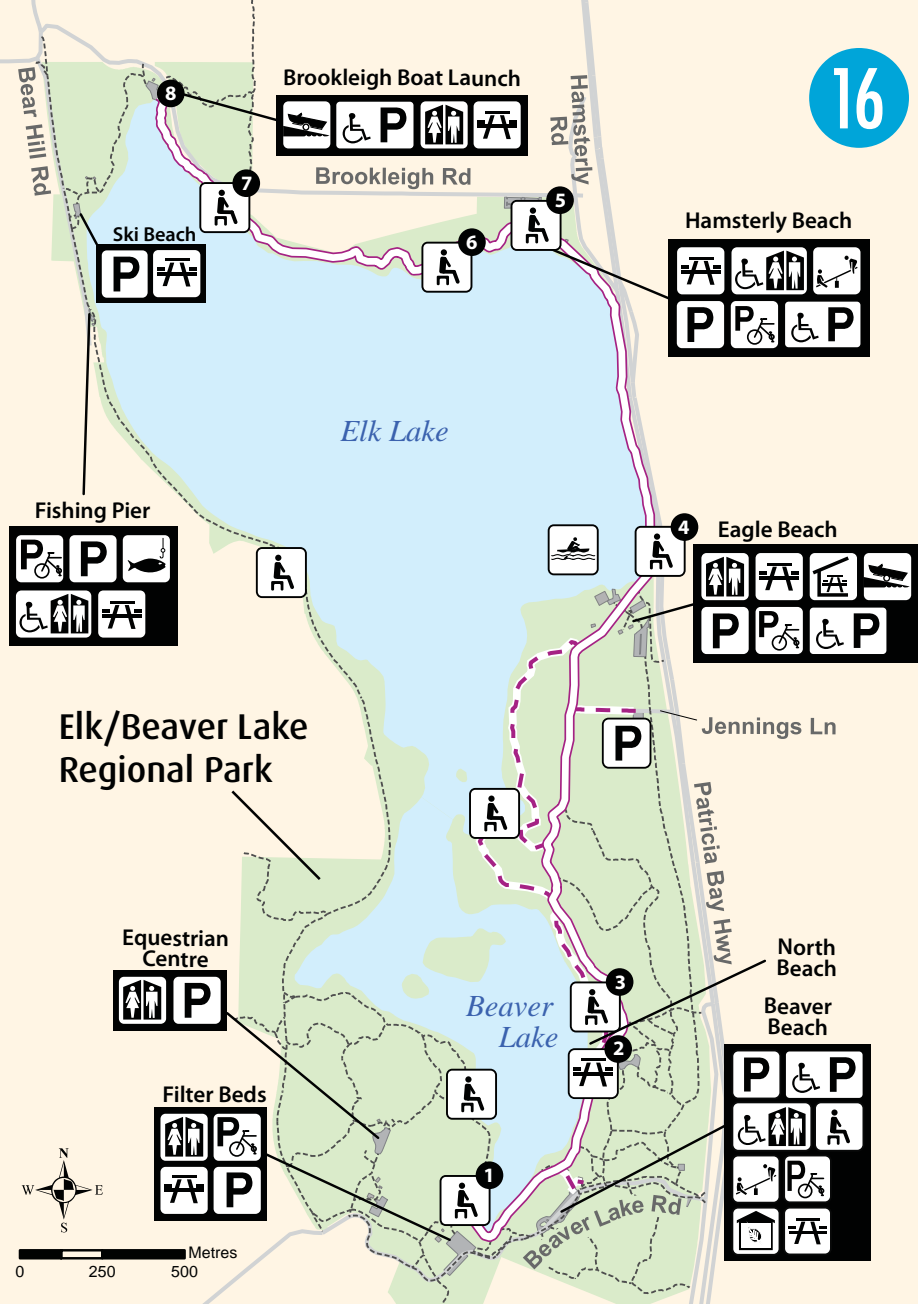 16
8
Brookleigh Boat Launch
P
Bear Hill Rd
Hamsterly
Rd
Brookleigh Rd
7
5
Ski Beach
P
6
Hamsterly Beach
P
P
P
Elk Lake
Fishing Pier
P
P
4
Eagle Beach
P
P
P
Elk/Beaver Lake
Regional Park
Jennings Ln
P
Patricia Bay Hwy
Equestrian
Centre
P
North
Beach
3
Beaver
Lake
Beaver
Beach
P
P
P
2
Filter Beds
P
P
1
Beaver Lake Rd
N
W
E
S
Metres
0
250
500